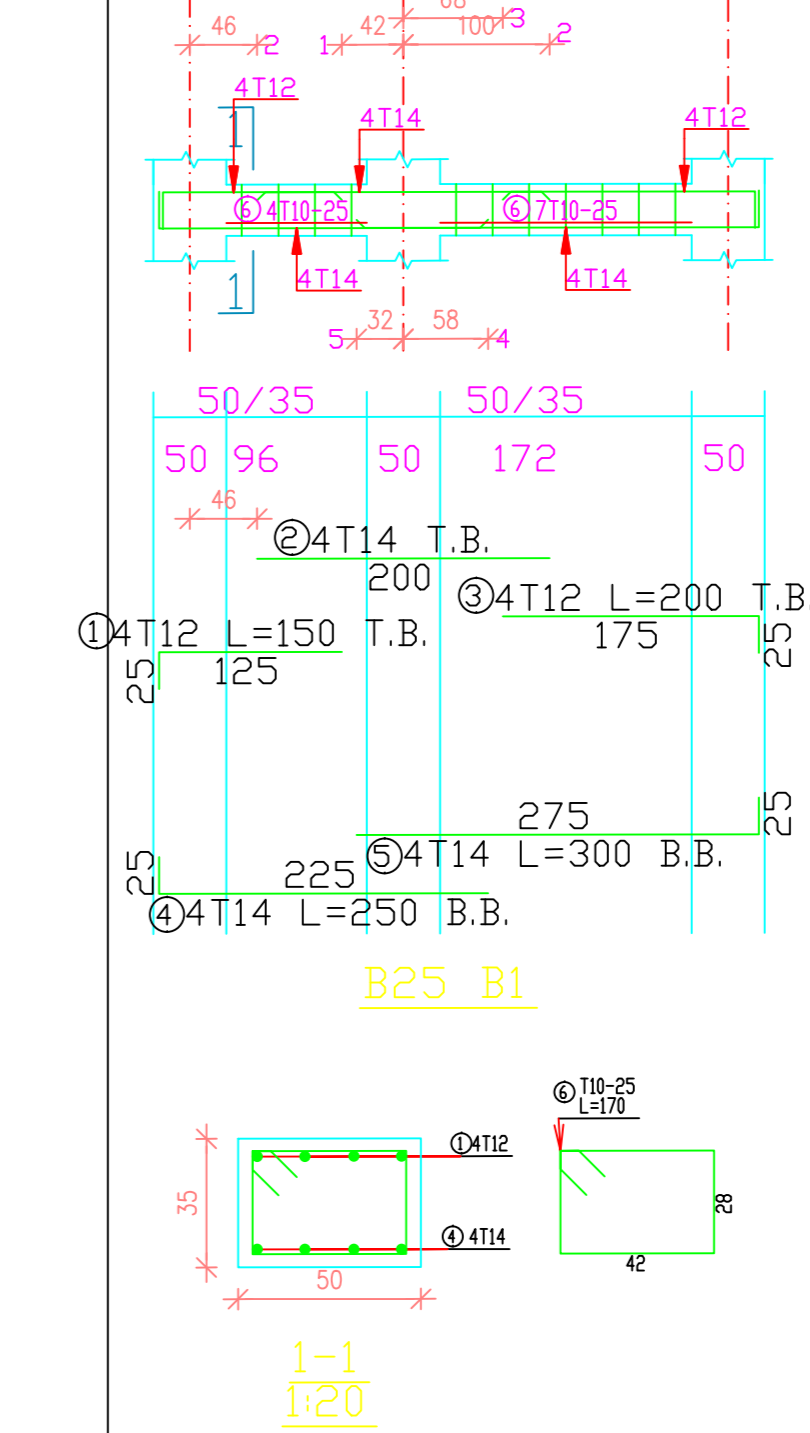 68
3
46
2
1
42
100
2
4T12
4T14
4T12
1
⑥4T10-25
⑥7T10-25
1
4T14
4T14
5
32
58
4
50/35
50/35
50
96
50
172
50
46
②4T14 T.B.
200
③4T12 L=200 T.B.
175
25
①4T12 L=150 T.B.
125
25
275
25
⑤4T14 L=300 B.B.
225
25
④4T14 L=250 B.B.
B25 B1
⑥T10-25
L=170
①4T12
35
28
④4T14
42
50
1-1
1:20